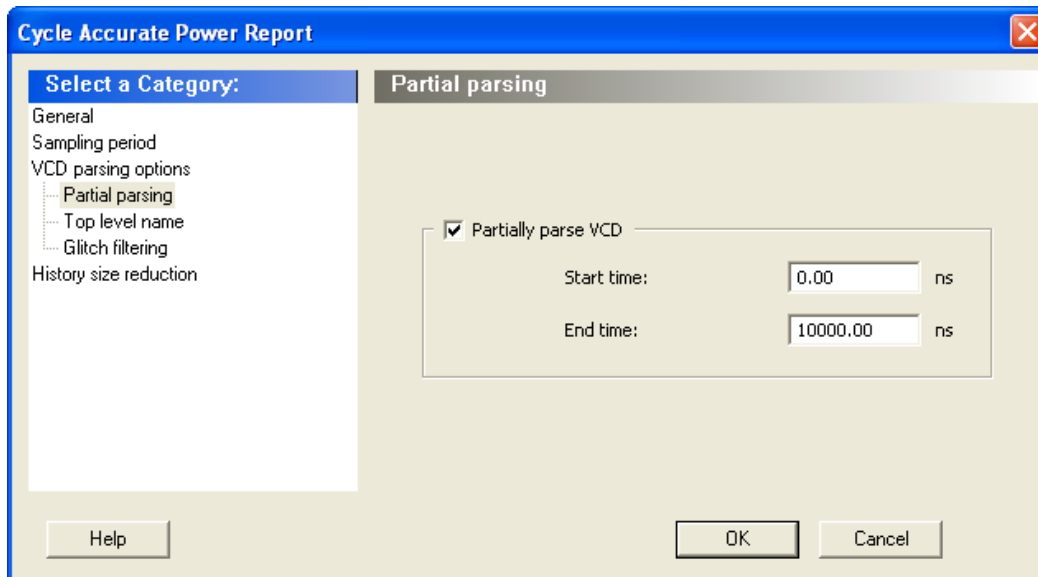 Cycle Accurate Power Report
Select a Category:
General
Sampling period
VCD parsing options
Partial parsing
Top level name
Glitch filtering
History size reduction
Partial parsing
Partially parse VCD
Start time: 0.00 ns
End time: 10000.00 ns
Help
OK
Cancel